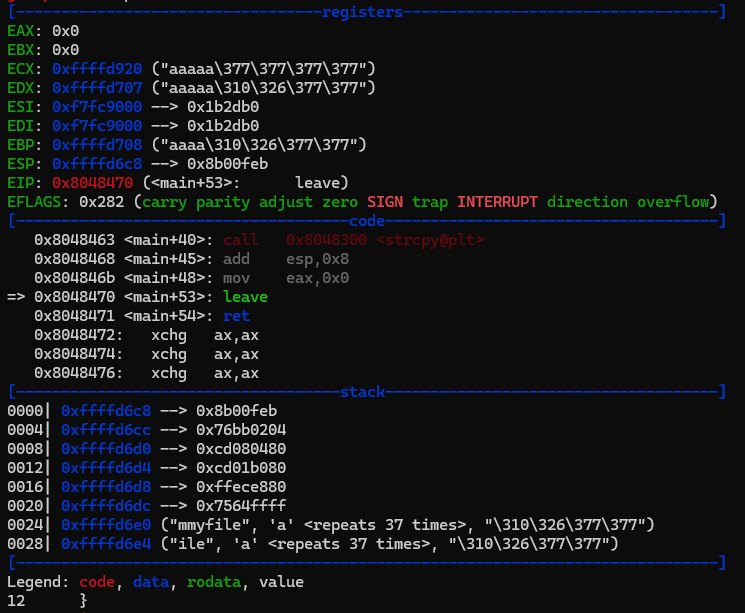 [----------------------------------registers-----------------------------------]
EAX: 0x0
EBX: 0x0
ECX: 0xffffd920 ("aaaaa\377\377\377\377")
EDX: 0xffffd707 ("aaaaa\310\326\377\377")
ESI: 0xf7fc9000 --> 0x1b2db0
EDI: 0xf7fc9000 --> 0x1b2db0
EBP: 0xffffd708 ("aaaa\310\326\377\377")
ESP: 0xffffd6c8 --> 0x8b00feb
EIP: 0x8048470 (<main+53>:      leave)
EFLAGS: 0x282 (carry parity adjust zero SIGN trap INTERRUPT direction overflow)
[-------------------------------------code-------------------------------------]
   0x8048463 <main+40>: call   0x8048300 <strcpy@plt>
   0x8048468 <main+45>: add    esp,0x8
   0x804846b <main+48>: mov    eax,0x0
=> 0x8048470 <main+53>: leave
   0x8048471 <main+54>: ret
   0x8048472:   xchg   ax,ax
   0x8048474:   xchg   ax,ax
   0x8048476:   xchg   ax,ax
[------------------------------------stack-------------------------------------]
0000| 0xffffd6c8 --> 0x8b00feb
0004| 0xffffd6cc --> 0x76bb0204
0008| 0xffffd6d0 --> 0xcd080480
0012| 0xffffd6d4 --> 0xcd01b080
0016| 0xffffd6d8 --> 0xffece880
0020| 0xffffd6dc --> 0x7564ffff
0024| 0xffffd6e0 ("mmyfile", 'a' <repeats 37 times>, "\310\326\377\377")
0028| 0xffffd6e4 ("ile", 'a' <repeats 37 times>, "\310\326\377\377")
[------------------------------------------------------------------------------]
Legend: code, data, rodata, value
12      }